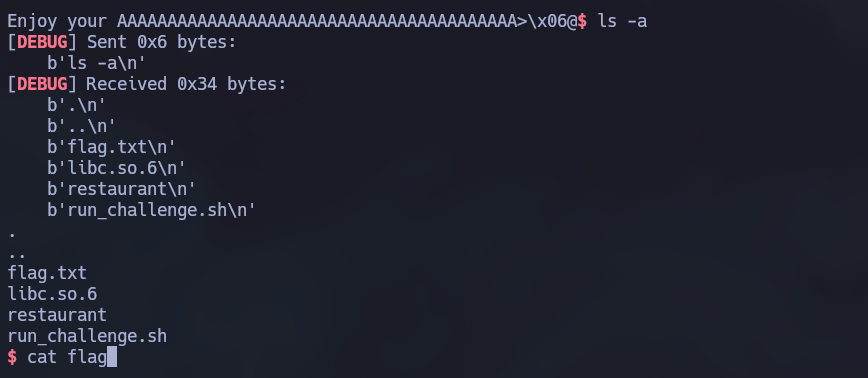 Enjoy your AAAAAAAAAAAAAAAAAAAAAAAAAAAAAAAAAAAAAAAA>\x06@$ ls -a
[DEBUG] Sent 0x6 bytes:
    b'ls -a\n'
[DEBUG] Received 0x34 bytes:
    b'.\n'
    b'..\n'
    b'flag.txt\n'
    b'libc.so.6\n'
    b'restaurant\n'
    b'run_challenge.sh\n'
.
..
flag.txt
libc.so.6
restaurant
run_challenge.sh
$ cat flag